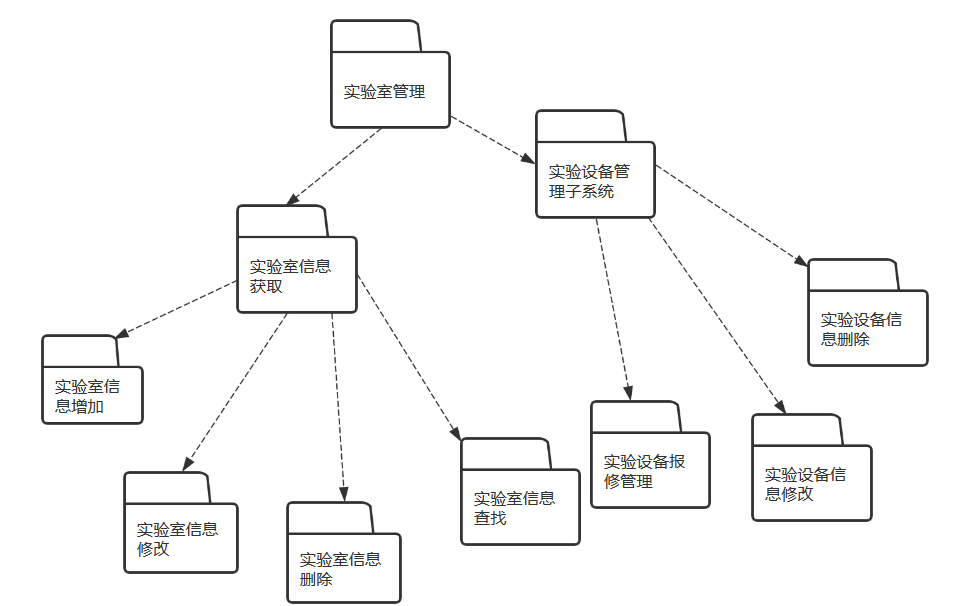 实验室管理
实验设备管
理子系统
实验室信息
获取
实验设备信
息删除
实验室信
息增加
实验设备报
修管理
实验设备信
息修改
实验室信息
查找
实验室信息
修改
实验室信息
删除